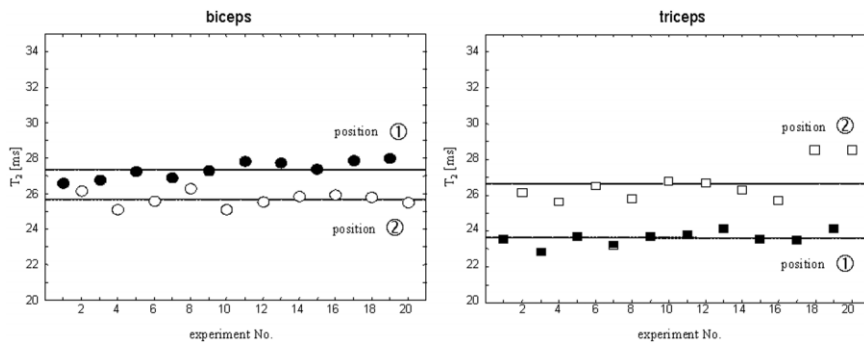 biceps
34
32
30
28
26
24
22
20
T₂ [ms]
position ①
position ②
2 4 6 8 10 12 14 16 18 20
experiment No.
triceps
34
32
30
28
26
24
22
20
T₂ [ms]
position ②
position ①
2 4 6 8 10 12 14 16 18 20
experiment No.